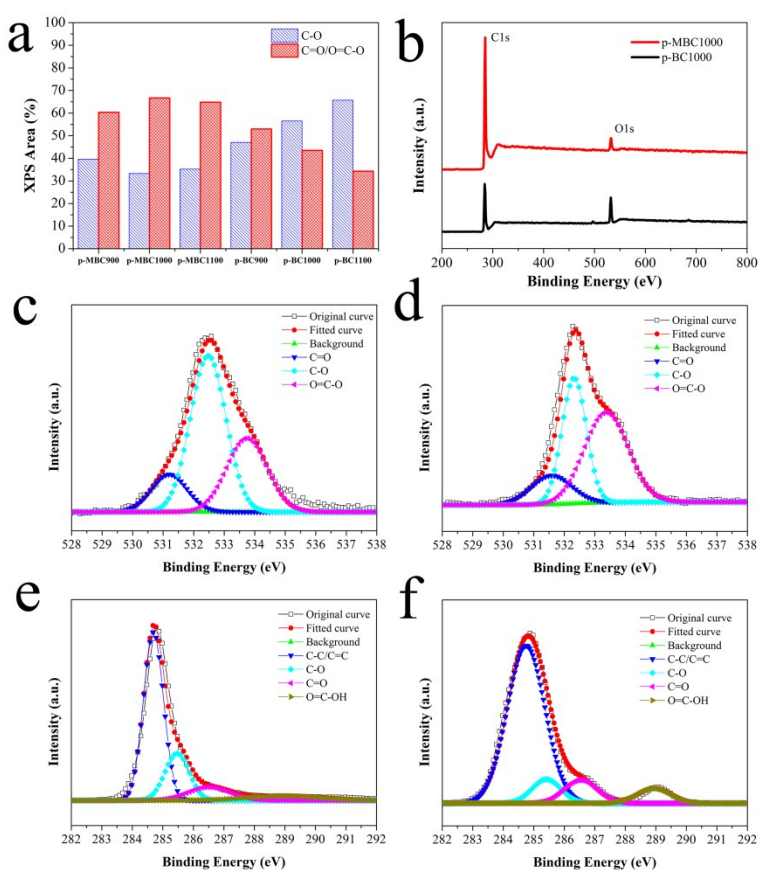 a
100
90
80
70
60
50
40
30
20
10
0
XPS Area (%)
C-O
C=O/O=C-O
p-MBC900 p-MBC1000 p-MBC1100 p-BC900 p-BC1000 p-BC1100
b
C1s
p-MBC1000
p-BC1000
O1s
Intensity (a.u.)
200 300 400 500 600 700 800
Binding Energy (eV)
c
Original curve
Fitted curve
Background
C=O
C-O
O=C-O
Intensity (a.u.)
528 529 530 531 532 533 534 535 536 537 538
Binding Energy (eV)
d
Original curve
Fitted curve
Background
C=O
C-O
O=C-O
Intensity (a.u.)
528 529 530 531 532 533 534 535 536 537 538
Binding Energy (eV)
e
Original curve
Fitted curve
Background
C-C/C=C
C-O
C=O
O=C-OH
Intensity (a.u.)
282 283 284 285 286 287 288 289 290 291 292
Binding Energy (eV)
f
Original curve
Fitted curve
Background
C-C/C=C
C-O
C=O
O=C-OH
Intensity (a.u.)
282 283 284 285 286 287 288 289 290 291 292
Binding Energy (eV)